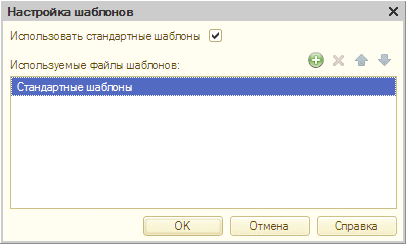 Настройка шаблонов
Использовать стандартные шаблоны
Используемые файлы шаблонов:
Стандартные шаблоны
OK Отмена Справка